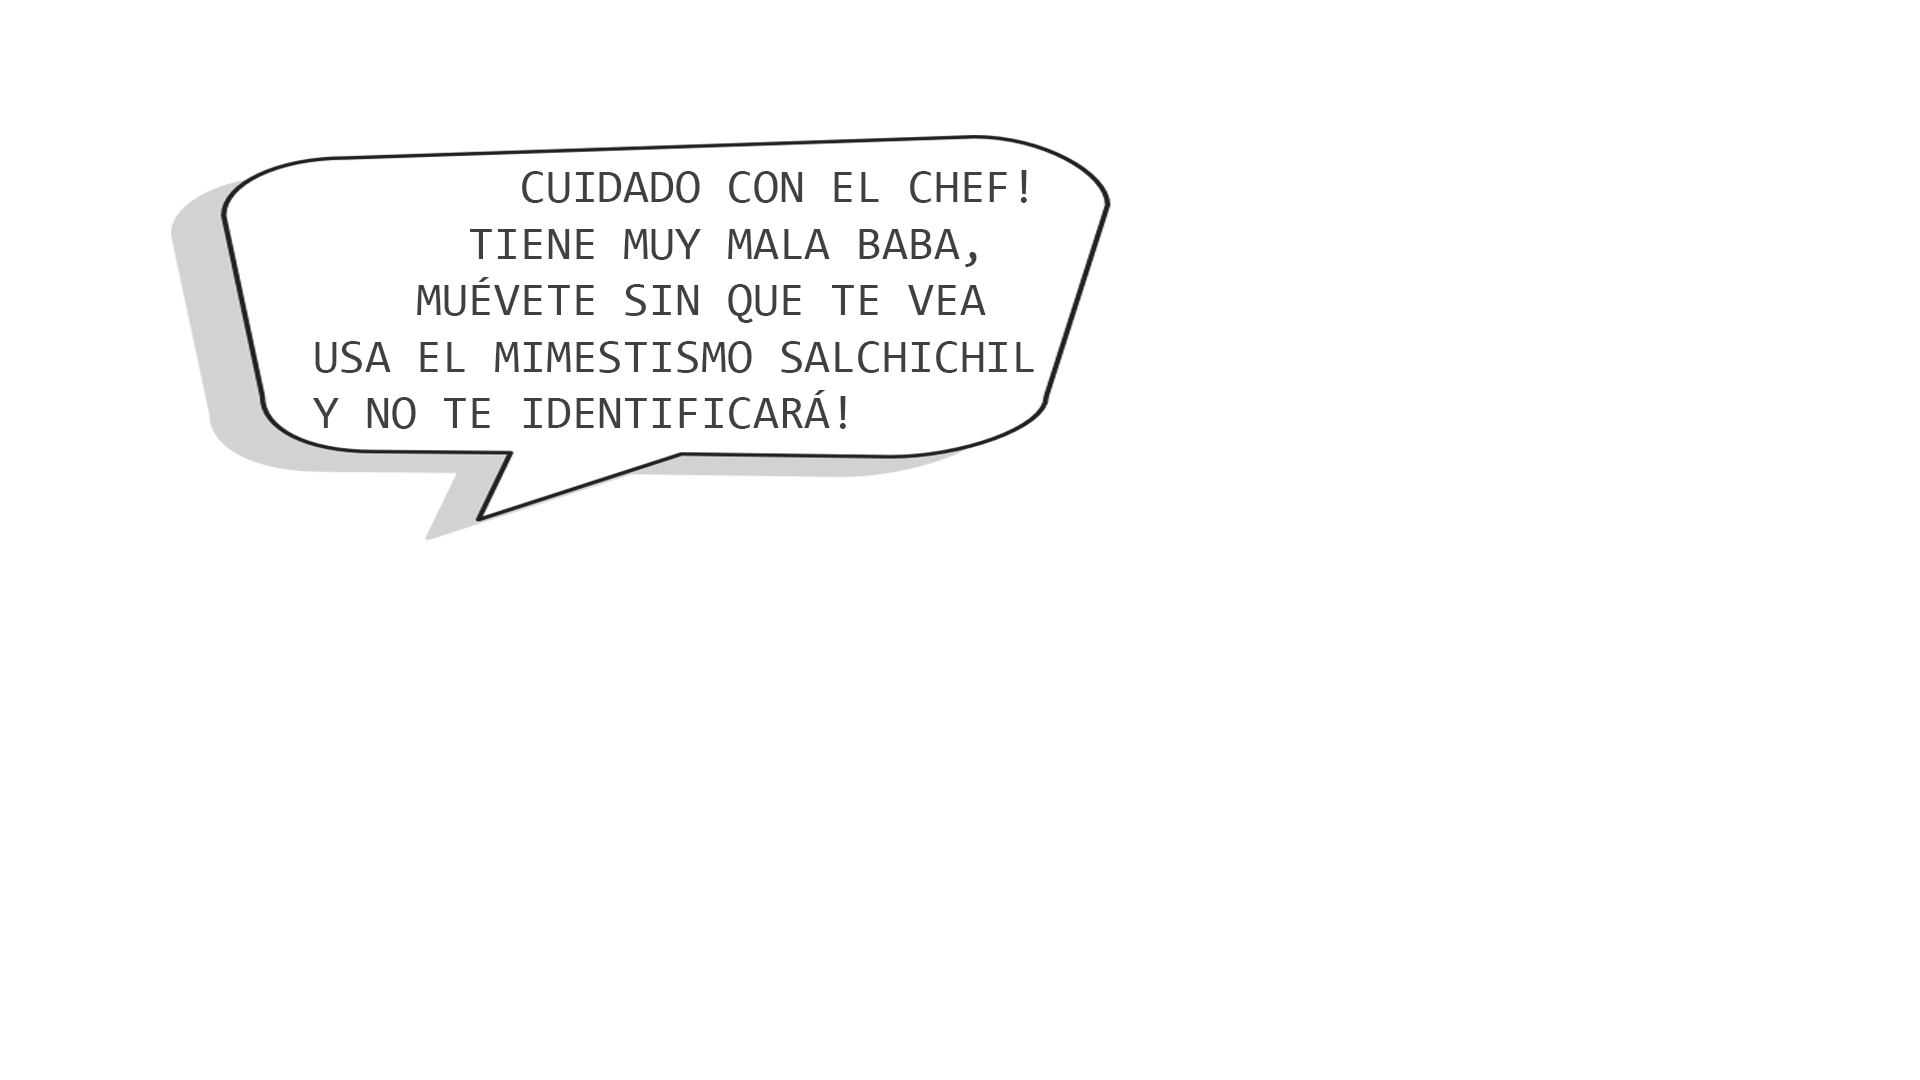 CUIDADO CON EL CHEF!
TIENE MUY MALA BABA,
MUÉVETE SIN QUE TE VEA
USA EL MIMESTISMO SALCHICHIL
Y NO TE IDENTIFICARÁ!